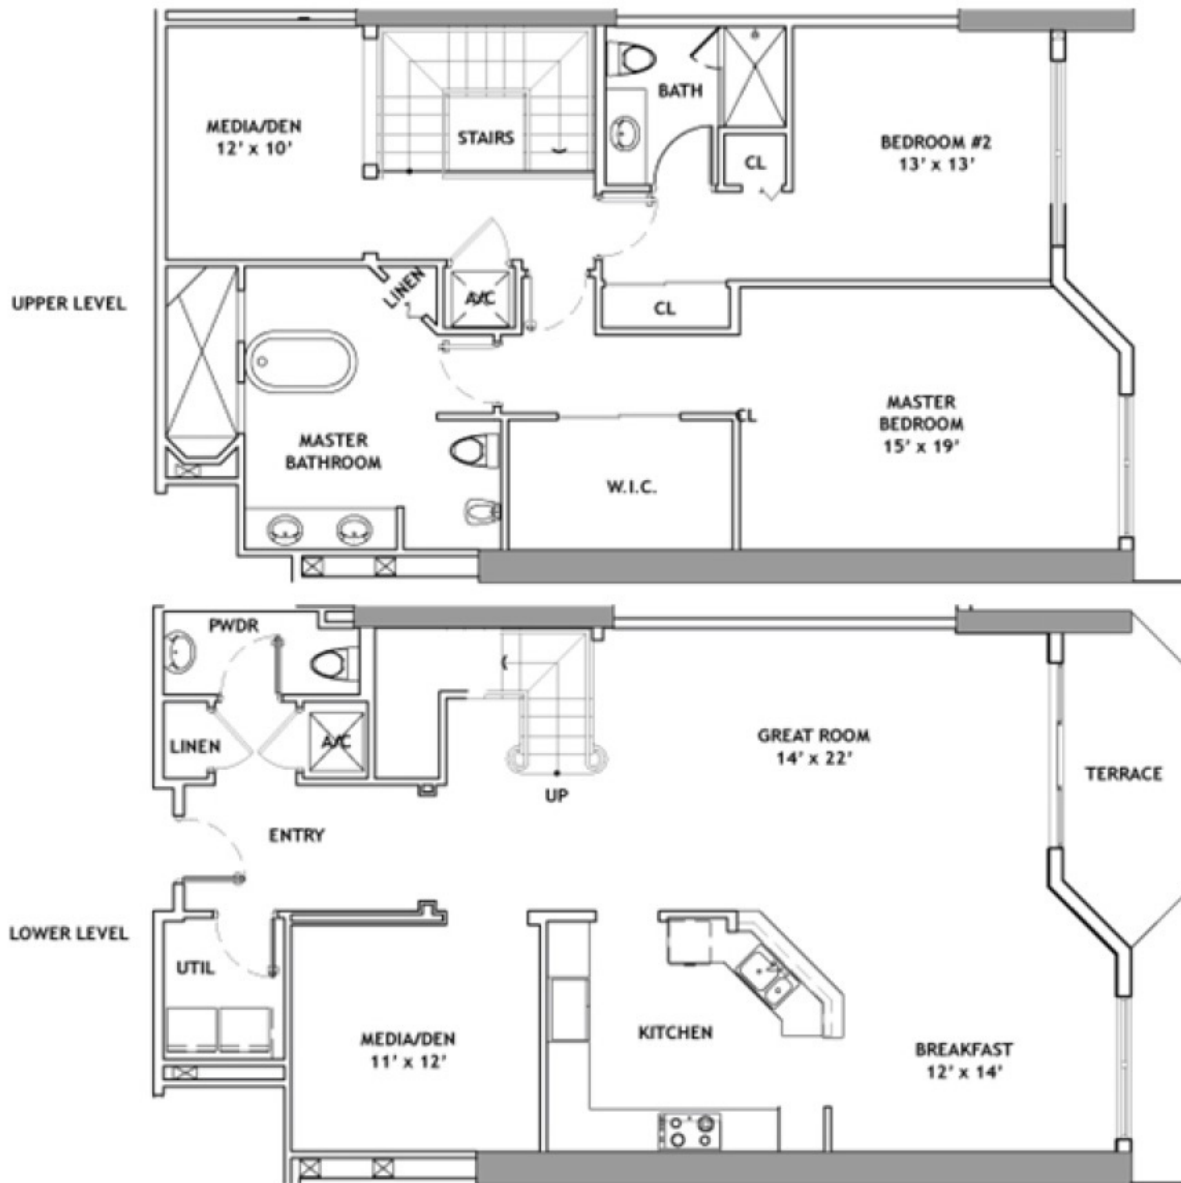 MEDIA/DEN
12' x 10'
STAIRS
BATH
CL
BEDROOM #2
13' x 13'
UPPER LEVEL
LINEN
A/C
CL
MASTER
BEDROOM
15' x 19'
CL
MASTER
BATHROOM
W.I.C.
PWDR
LINEN
A/C
GREAT ROOM
14' x 22'
TERRACE
UP
ENTRY
LOWER LEVEL
UTIL
MEDIA/DEN
11' x 12'
KITCHEN
BREAKFAST
12' x 14'